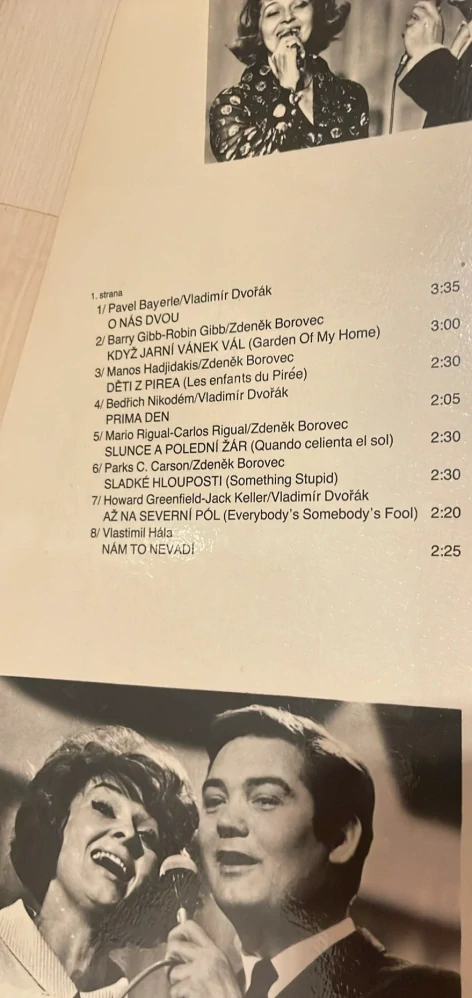 1. strana
1/ Pavel Bayerle/Vladimír Dvořák
O NÁS DVOU 3:35
2/ Barry Gibb-Robin Gibb/Zdeněk Borovec
KDYŽ JARNÍ VÁNEK VÁL (Garden Of My Home) 3:00
3/ Manos Hadjidakis/Zdeněk Borovec
DĚTI Z PIREA (Les enfants du Pirée) 2:30
4/ Bedřich Nikodém/Vladimír Dvořák
PRIMA DEN 2:05
5/ Mario Rigual-Carlos Rigual/Zdeněk Borovec
SLUNCE A POLEDNÍ ŽÁR (Quando celienta el sol) 2:30
6/ Parks C. Carson/Zdeněk Borovec
SLADKÉ HLOUPOSTI (Something Stupid) 2:30
7/ Howard Greenfield-Jack Keller/Vladimír Dvořák
AŽ NA SEVERNÍ PÓL (Everybody's Somebody's Fool) 2:20
8/ Vlastimil Hála
NÁM TO NEVADÍ 2:25